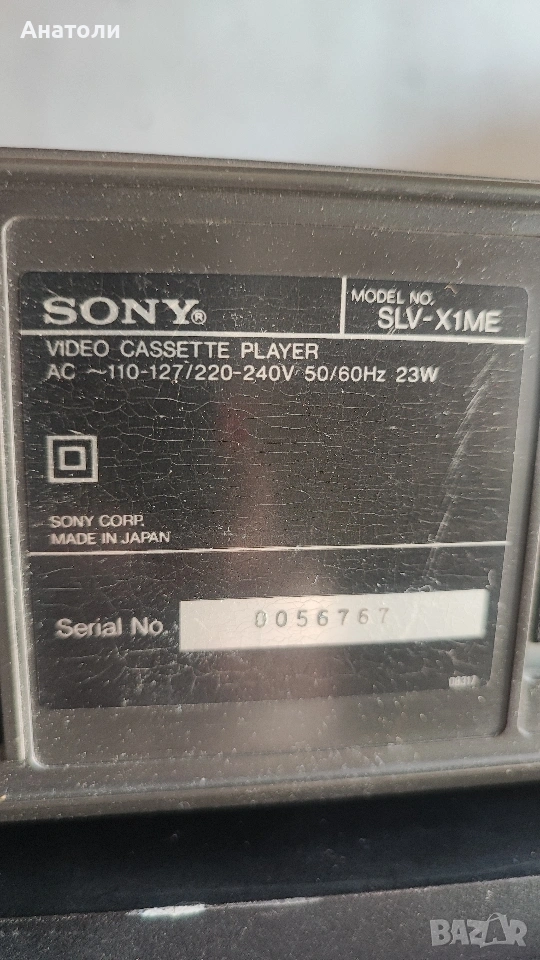 Анатоли
SONY®
MODEL NO.
SLV-X1ME
VIDEO CASSETTE PLAYER
AC ~110-127/220-240V 50/60Hz 23W
SONY CORP.
MADE IN JAPAN
Serial No. 0056767
BAZAR